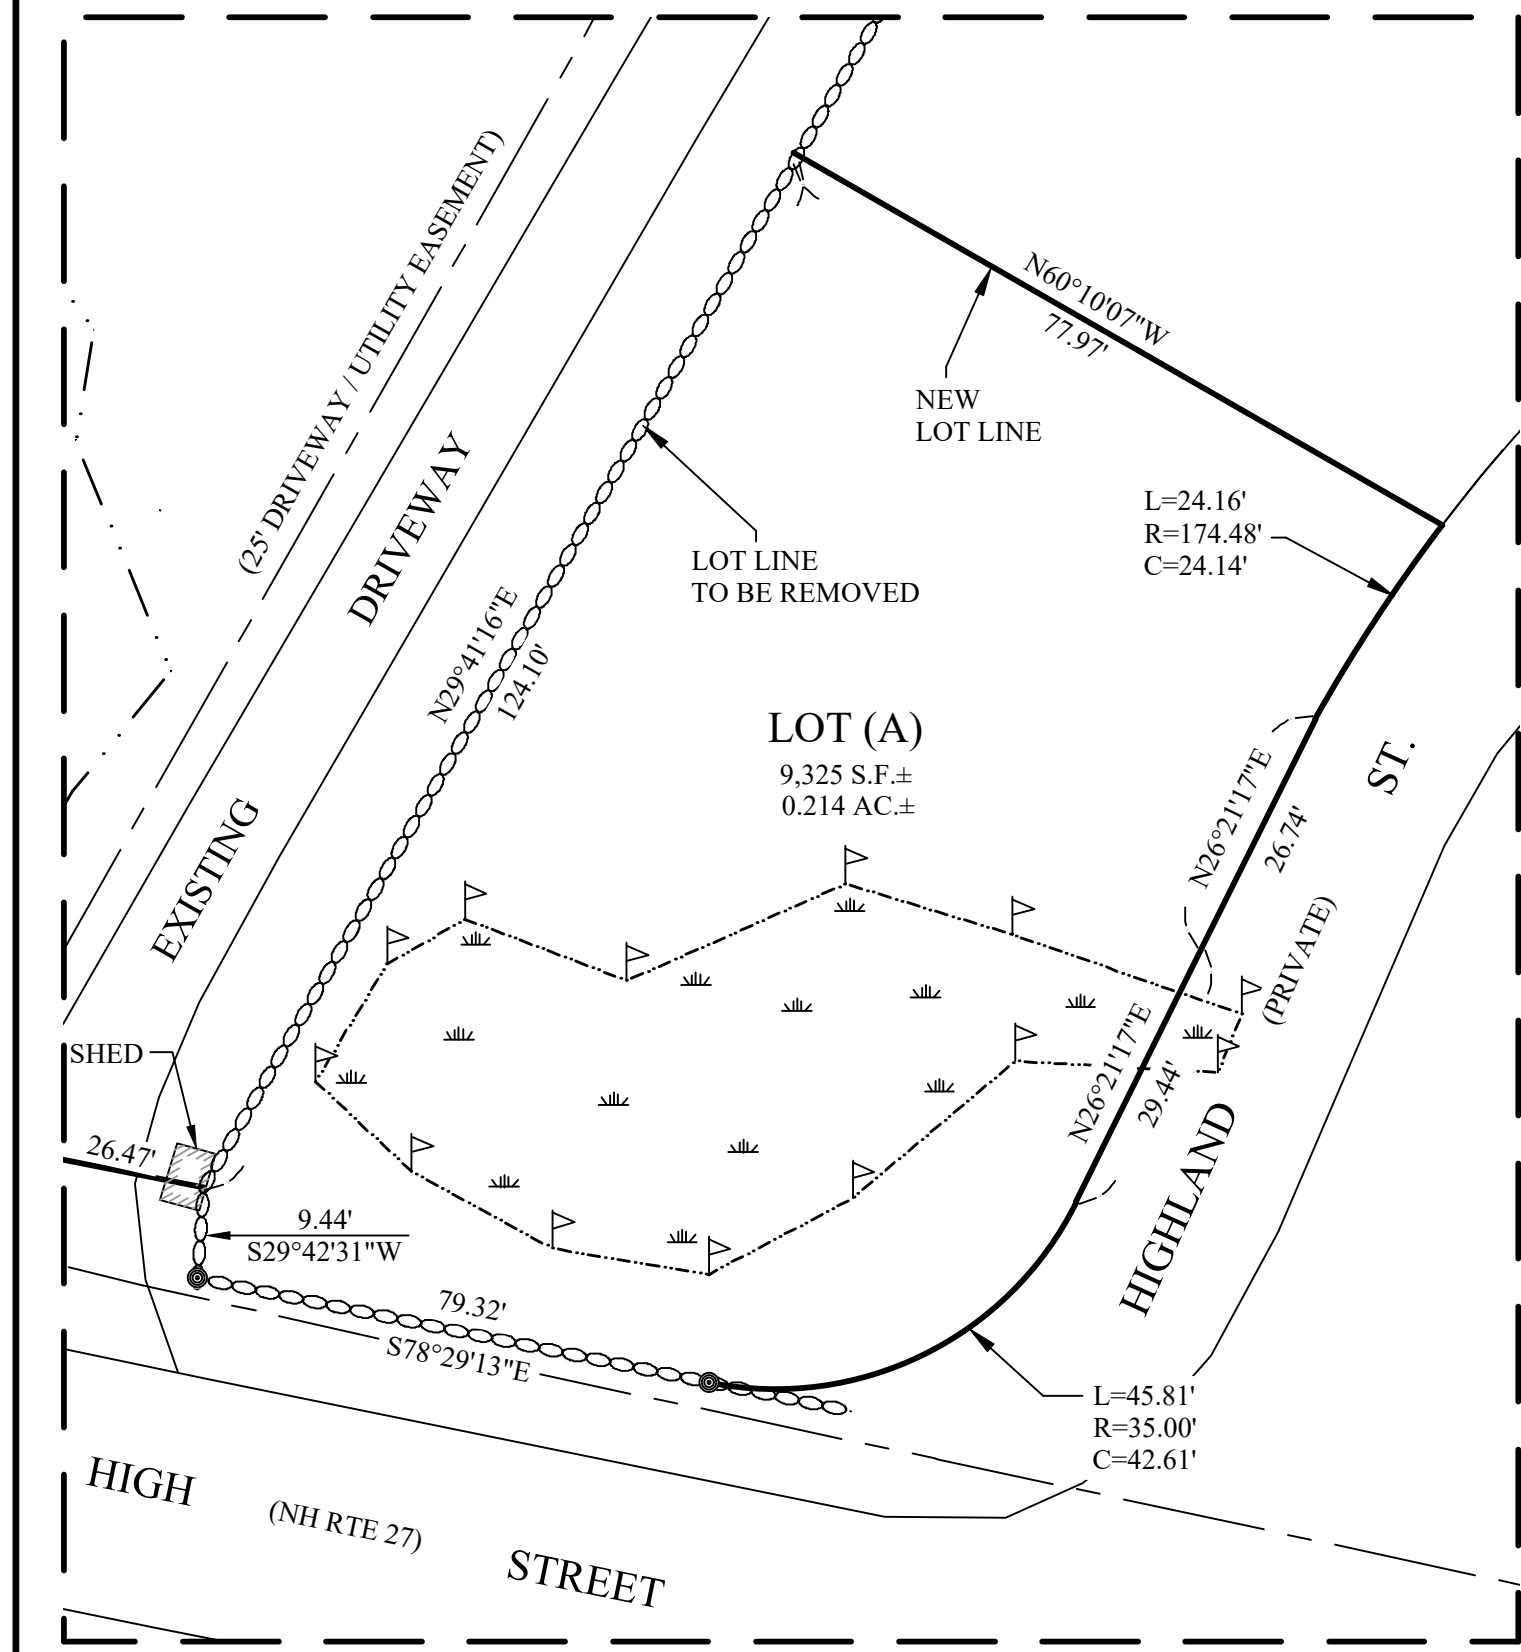 (25' DRIVEWAY / UTILITY EASEMENT)
N60°10'07"W
77.97'
NEW
LOT LINE
EXISTING DRIVEWAY
L=24.16'
R=174.48'
C=24.14'
LOT LINE
TO BE REMOVED
N29°41'16"E
124.10'
LOT (A)
9,325 S.F.±
0.214 AC.±
N26°21'17"E
26.74'
HIGHLAND ST.
(PRIVATE)
N26°21'17"E
29.44'
SHED
26.47'
9.44'
S29°42'31"W
79.32'
S78°29'13"E
L=45.81'
R=35.00'
C=42.61'
HIGH (NH RTE 27) STREET